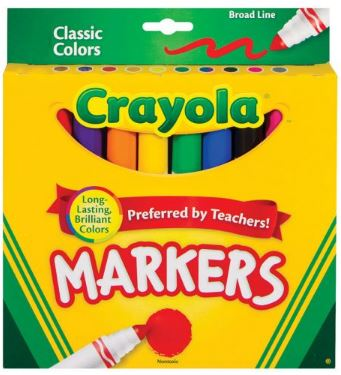 Broad Line
Classic
Colors
Crayola
Long-
Lasting,
Brilliant
Colors
Preferred by Teachers!
MARKERS
Nontoxic